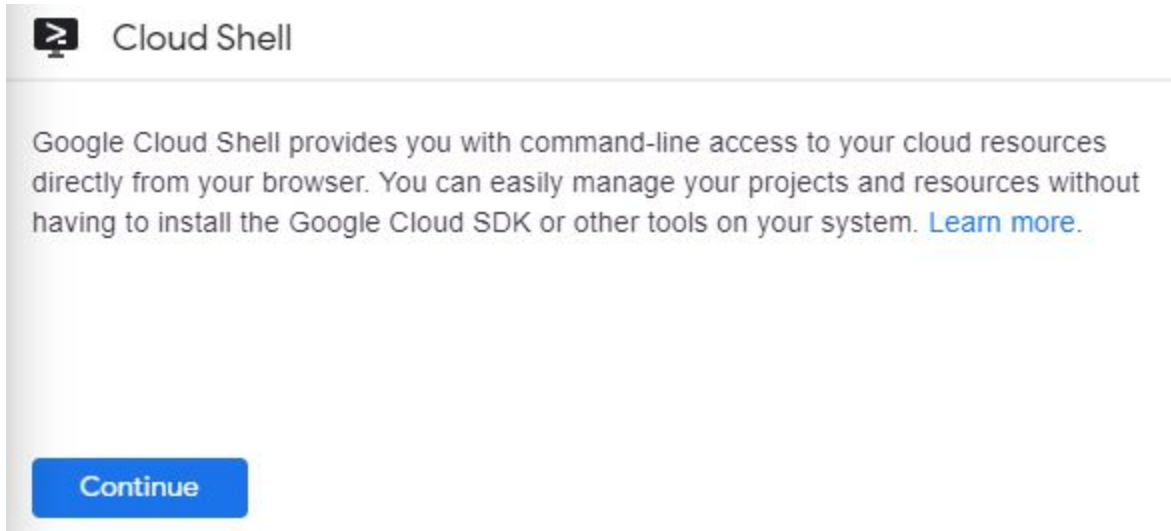 Cloud Shell
Google Cloud Shell provides you with command-line access to your cloud resources
directly from your browser. You can easily manage your projects and resources without
having to install the Google Cloud SDK or other tools on your system. Learn more.
Continue